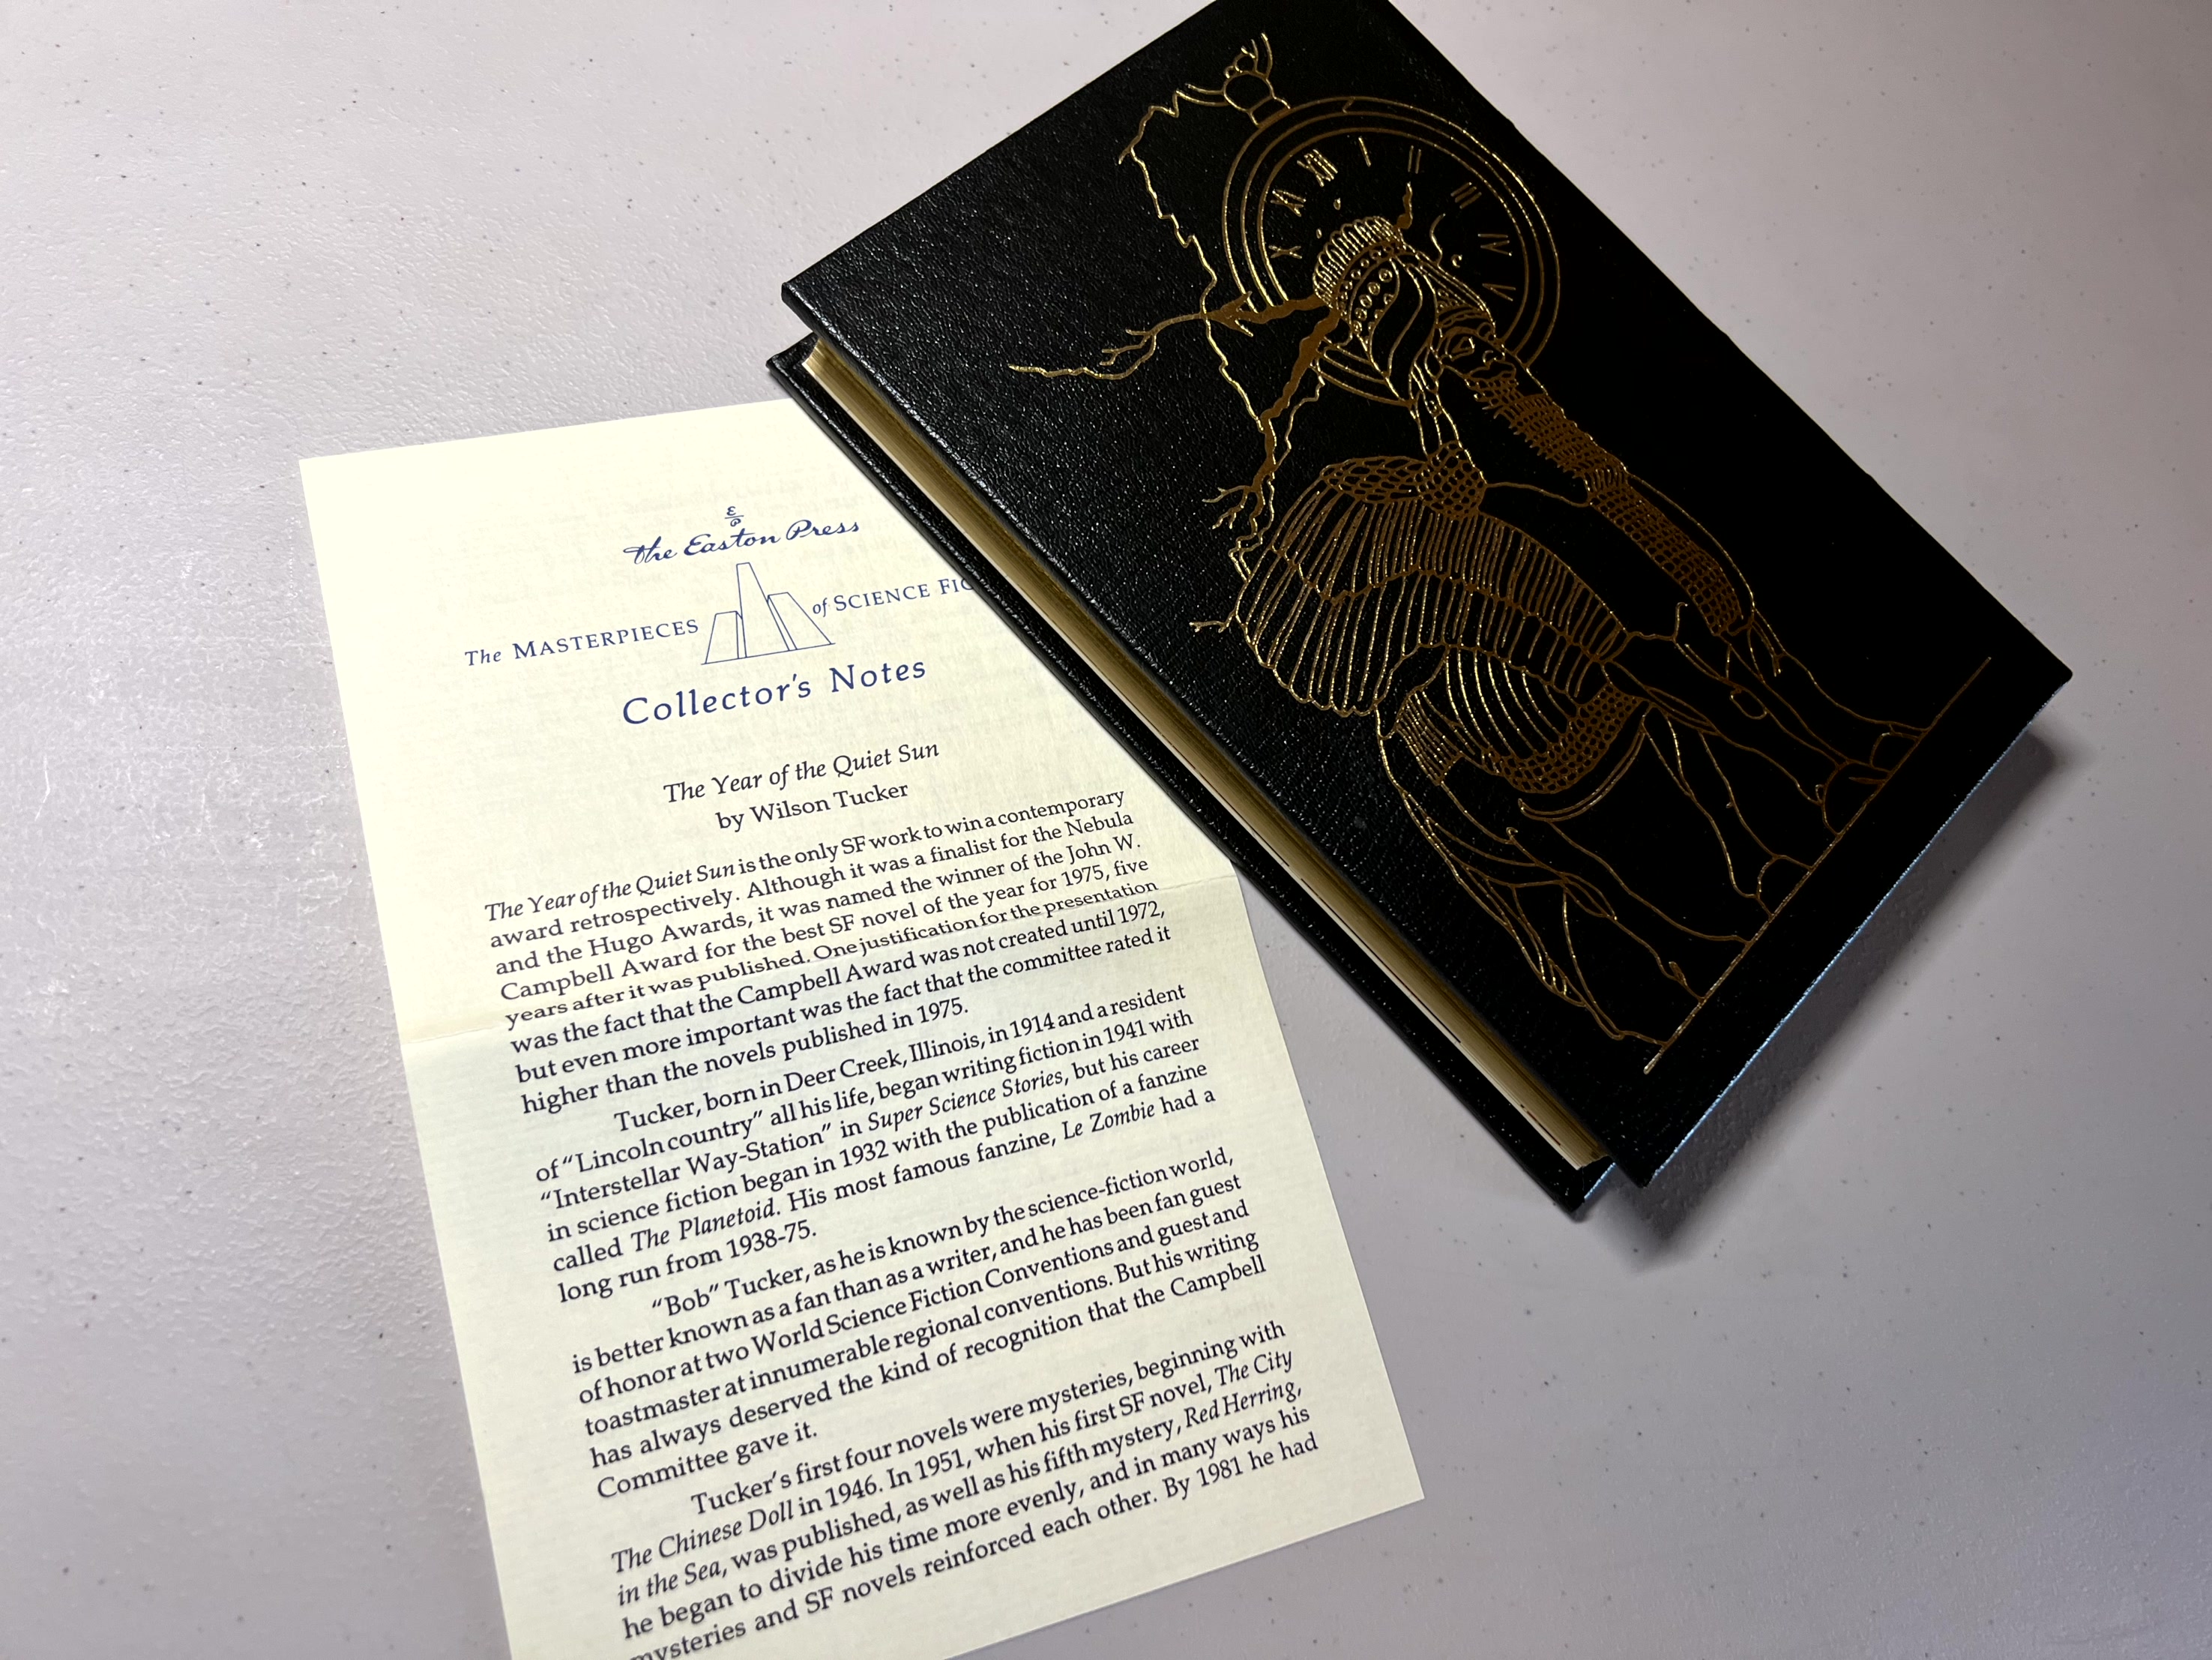 ε
P
the Easton Press
The MASTERPIECES of SCIENCE FIC
Collector's Notes
The Year of the Quiet Sun
by Wilson Tucker
The Year of the Quiet Sun is the only SF work to win a contemporary
award retrospectively. Although it was a finalist for the Nebula
and the Hugo Awards, it was named the winner of the John W.
Campbell Award for the best SF novel of the year for 1975, five
years after it was published. One justification for the presentation
was the fact that the Campbell Award was not created until 1972,
but even more important was the fact that the committee rated it
higher than the novels published in 1975.
Tucker, born in Deer Creek, Illinois, in 1914 and a resident
of "Lincoln country" all his life, began writing fiction in 1941 with
"Interstellar Way-Station" in Super Science Stories, but his career
in science fiction began in 1932 with the publication of a fanzine
called The Planetoid. His most famous fanzine, Le Zombie had a
long run from 1938-75.
"Bob" Tucker, as he is known by the science-fiction world,
is better known as a fan than as a writer, and he has been fan guest
of honor at two World Science Fiction Conventions and guest and
toastmaster at innumerable regional conventions. But his writing
has always deserved the kind of recognition that the Campbell
Committee gave it.
Tucker's first four novels were mysteries, beginning with
The Chinese Doll in 1946. In 1951, when his first SF novel, The City
in the Sea, was published, as well as his fifth mystery, Red Herring,
he began to divide his time more evenly, and in many ways his
mysteries and SF novels reinforced each other. By 1981 he had
X XI XII I II III IV V